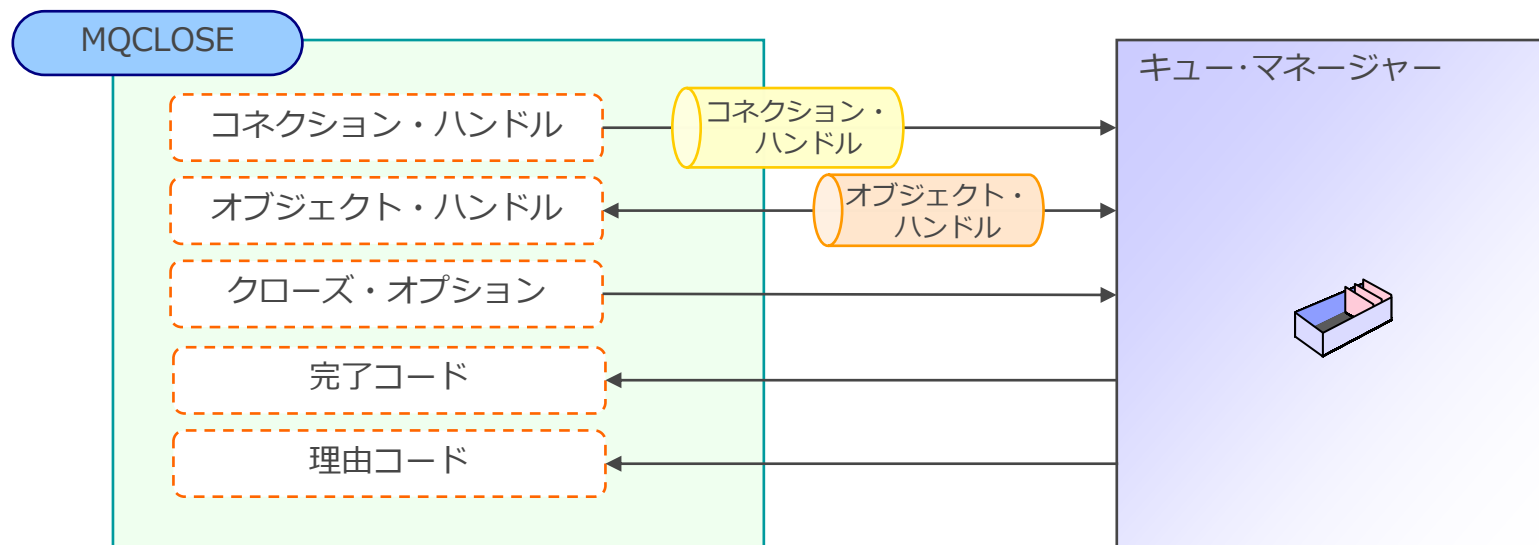 MQCLOSE
キュー・マネージャー
コネクション・ハンドル
コネクション・
ハンドル
オブジェクト・ハンドル
オブジェクト・
ハンドル
クローズ・オプション
完了コード
理由コード